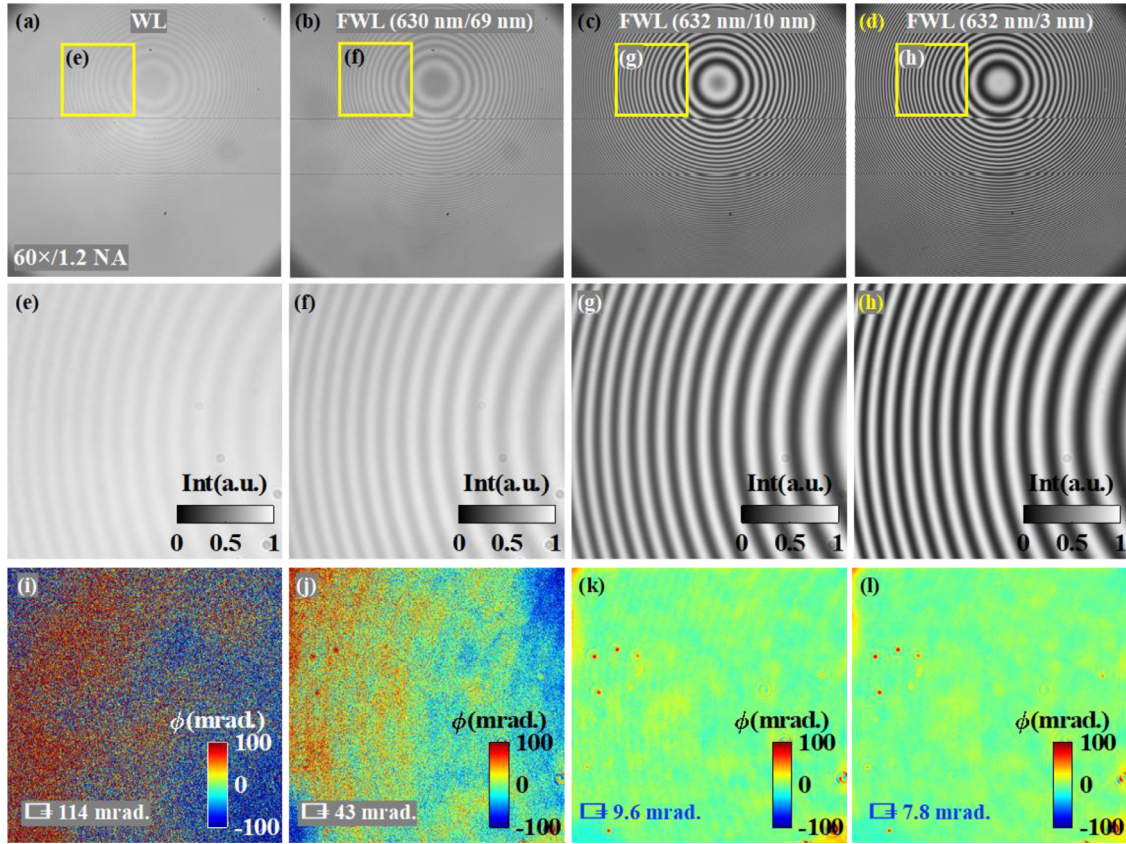 (a) WL
(b) FWL (630 nm/69 nm)
(c) FWL (632 nm/10 nm)
(d) FWL (632 nm/3 nm)
(e)
(f)
(g)
(h)
60×/1.2 NA
(e)
Int(a.u.)
0 0.5 1
(f)
Int(a.u.)
0 0.5 1
(g)
Int(a.u.)
0 0.5 1
(h)
Int(a.u.)
0 0.5 1
(i)
ϕ(mrad.)
100
0
-100
= 114 mrad.
(j)
ϕ(mrad.)
100
0
-100
= 43 mrad.
(k)
ϕ(mrad.)
100
0
-100
= 9.6 mrad.
(l)
ϕ(mrad.)
100
0
-100
= 7.8 mrad.